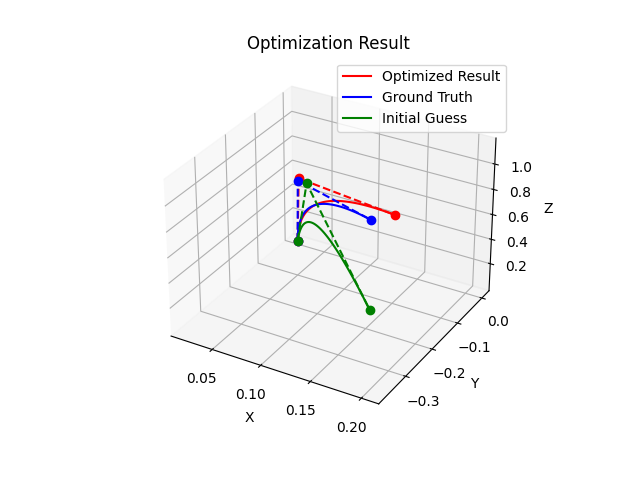 Optimization Result
Optimized Result
Ground Truth
Initial Guess
1.0
0.8
0.6
0.4
0.2
Z
0.0
−0.1
−0.2
−0.3
Y
0.05
0.10
0.15
0.20
X